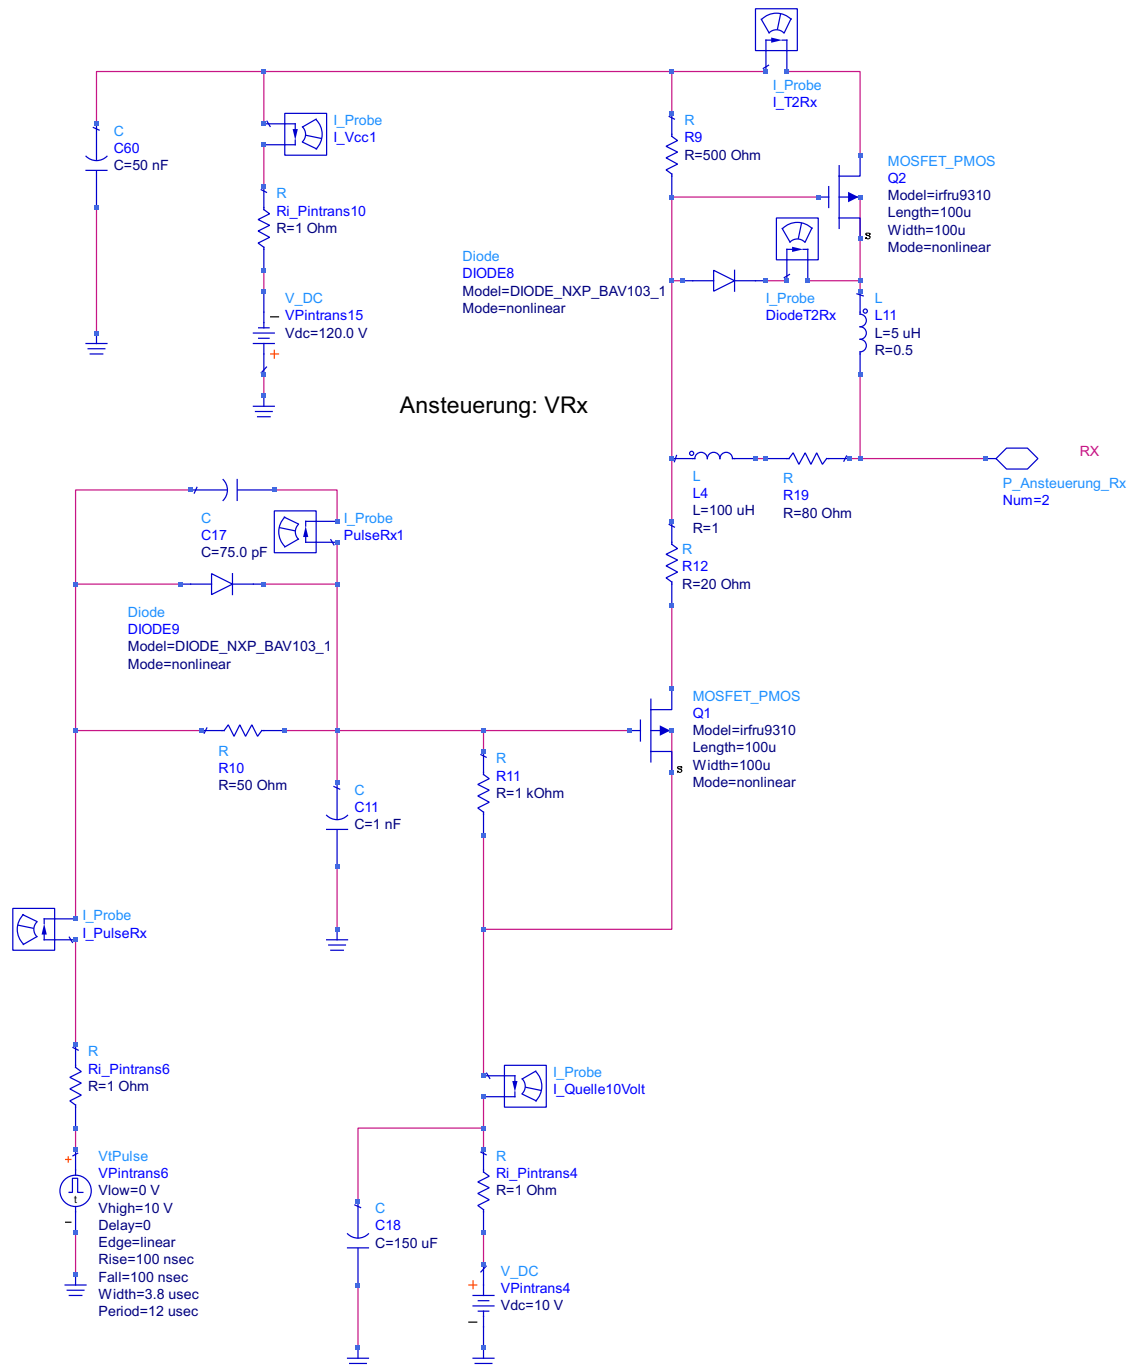 I_Probe
I_T2Rx
C
C60
C=50 nF
I_Probe
I_Vcc1
R
R9
R=500 Ohm
MOSFET_PMOS
Q2
Model=irfru9310
Length=100u
Width=100u
Mode=nonlinear
s
R
Ri_Pintrans10
R=1 Ohm
Diode
DIODE8
Model=DIODE_NXP_BAV103_1
Mode=nonlinear
I_Probe
DiodeT2Rx
L
L11
L=5 uH
R=0.5
V_DC
VPintrans15
Vdc=120.0 V
−
+
Ansteuerung: VRx
RX
P_Ansteuerung_Rx
Num=2
L
L4
L=100 uH
R=1
R
R19
R=80 Ohm
C
C17
C=75.0 pF
I_Probe
PulseRx1
R
R12
R=20 Ohm
Diode
DIODE9
Model=DIODE_NXP_BAV103_1
Mode=nonlinear
MOSFET_PMOS
Q1
Model=irfru9310
Length=100u
Width=100u
Mode=nonlinear
s
R
R10
R=50 Ohm
R
R11
R=1 kOhm
C
C11
C=1 nF
I_Probe
I_PulseRx
R
Ri_Pintrans6
R=1 Ohm
I_Probe
I_Quelle10Volt
+
t
−
VtPulse
VPintrans6
Vlow=0 V
Vhigh=10 V
Delay=0
Edge=linear
Rise=100 nsec
Fall=100 nsec
Width=3.8 usec
Period=12 usec
R
Ri_Pintrans4
R=1 Ohm
C
C18
C=150 uF
+
−
V_DC
VPintrans4
Vdc=10 V